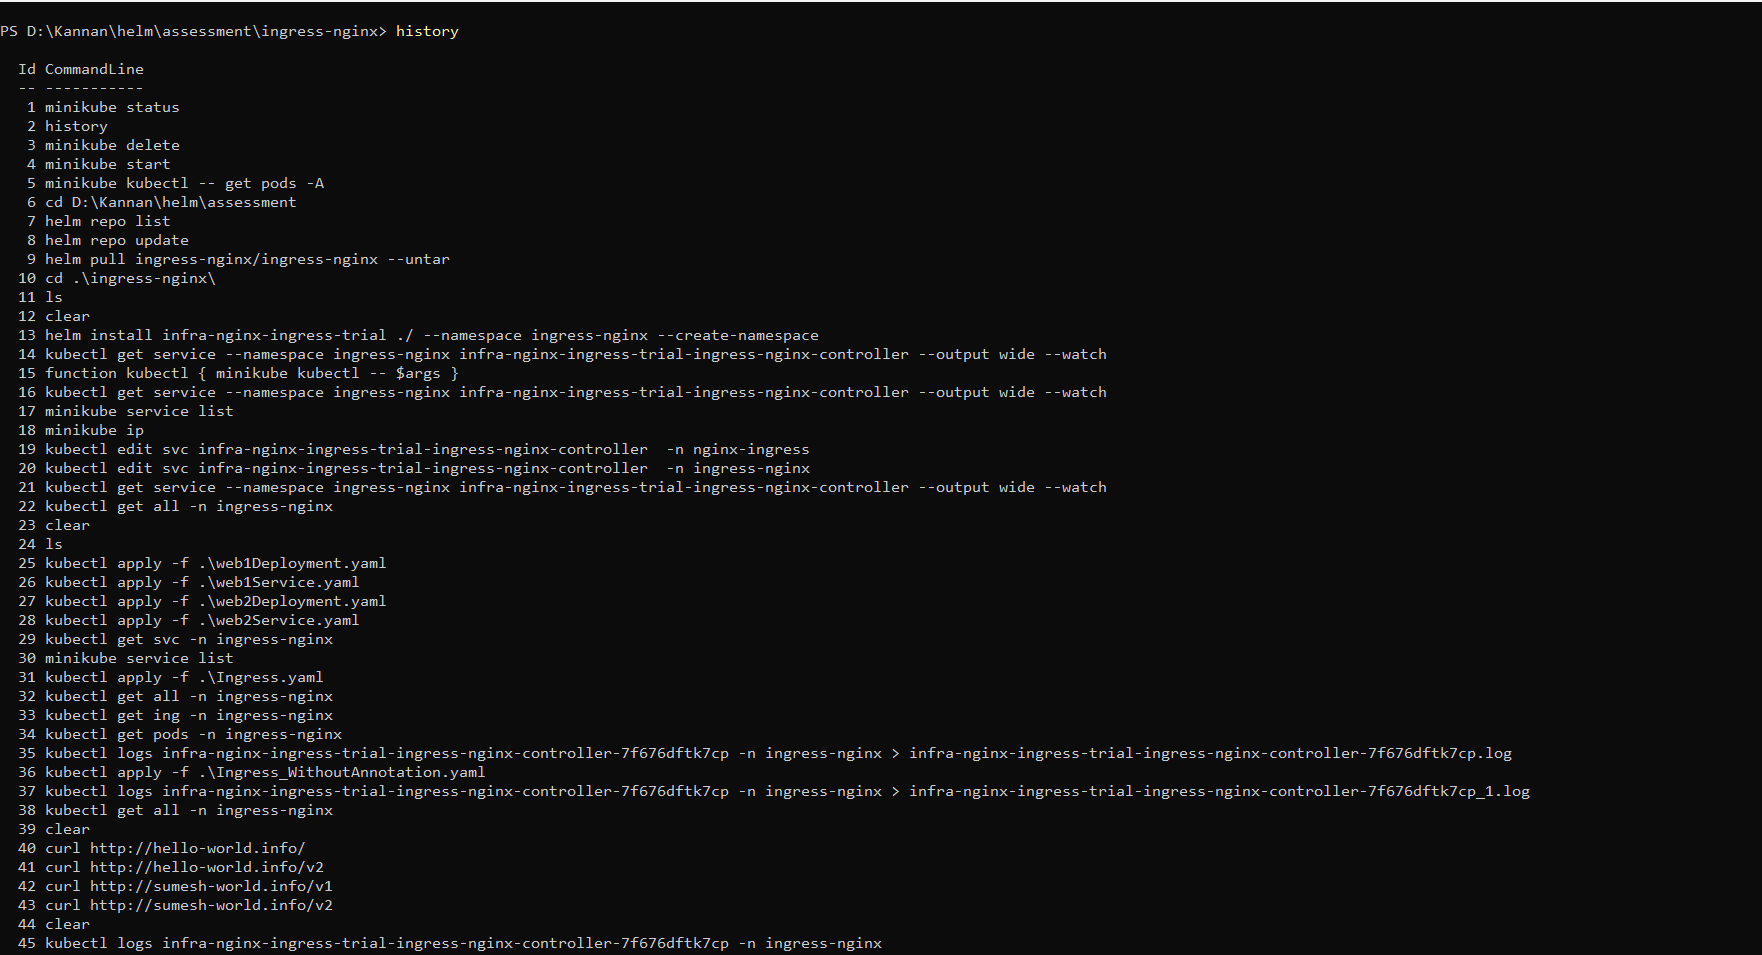 PS D:\Kannan\helm\assessment\ingress-nginx> history
Id CommandLine
-- -----------
1 minikube status
2 history
3 minikube delete
4 minikube start
5 minikube kubectl -- get pods -A
6 cd D:\Kannan\helm\assessment
7 helm repo list
8 helm repo update
9 helm pull ingress-nginx/ingress-nginx --untar
10 cd .\ingress-nginx\
11 ls
12 clear
13 helm install infra-nginx-ingress-trial ./ --namespace ingress-nginx --create-namespace
14 kubectl get service --namespace ingress-nginx infra-nginx-ingress-trial-ingress-nginx-controller --output wide --watch
15 function kubectl { minikube kubectl -- $args }
16 kubectl get service --namespace ingress-nginx infra-nginx-ingress-trial-ingress-nginx-controller --output wide --watch
17 minikube service list
18 minikube ip
19 kubectl edit svc infra-nginx-ingress-trial-ingress-nginx-controller  -n nginx-ingress
20 kubectl edit svc infra-nginx-ingress-trial-ingress-nginx-controller  -n ingress-nginx
21 kubectl get service --namespace ingress-nginx infra-nginx-ingress-trial-ingress-nginx-controller --output wide --watch
22 kubectl get all -n ingress-nginx
23 clear
24 ls
25 kubectl apply -f .\web1Deployment.yaml
26 kubectl apply -f .\web1Service.yaml
27 kubectl apply -f .\web2Deployment.yaml
28 kubectl apply -f .\web2Service.yaml
29 kubectl get svc -n ingress-nginx
30 minikube service list
31 kubectl apply -f .\Ingress.yaml
32 kubectl get all -n ingress-nginx
33 kubectl get ing -n ingress-nginx
34 kubectl get pods -n ingress-nginx
35 kubectl logs infra-nginx-ingress-trial-ingress-nginx-controller-7f676dftk7cp -n ingress-nginx > infra-nginx-ingress-trial-ingress-nginx-controller-7f676dftk7cp.log
36 kubectl apply -f .\Ingress_WithoutAnnotation.yaml
37 kubectl logs infra-nginx-ingress-trial-ingress-nginx-controller-7f676dftk7cp -n ingress-nginx > infra-nginx-ingress-trial-ingress-nginx-controller-7f676dftk7cp_1.log
38 kubectl get all -n ingress-nginx
39 clear
40 curl http://hello-world.info/
41 curl http://hello-world.info/v2
42 curl http://sumesh-world.info/v1
43 curl http://sumesh-world.info/v2
44 clear
45 kubectl logs infra-nginx-ingress-trial-ingress-nginx-controller-7f676dftk7cp -n ingress-nginx